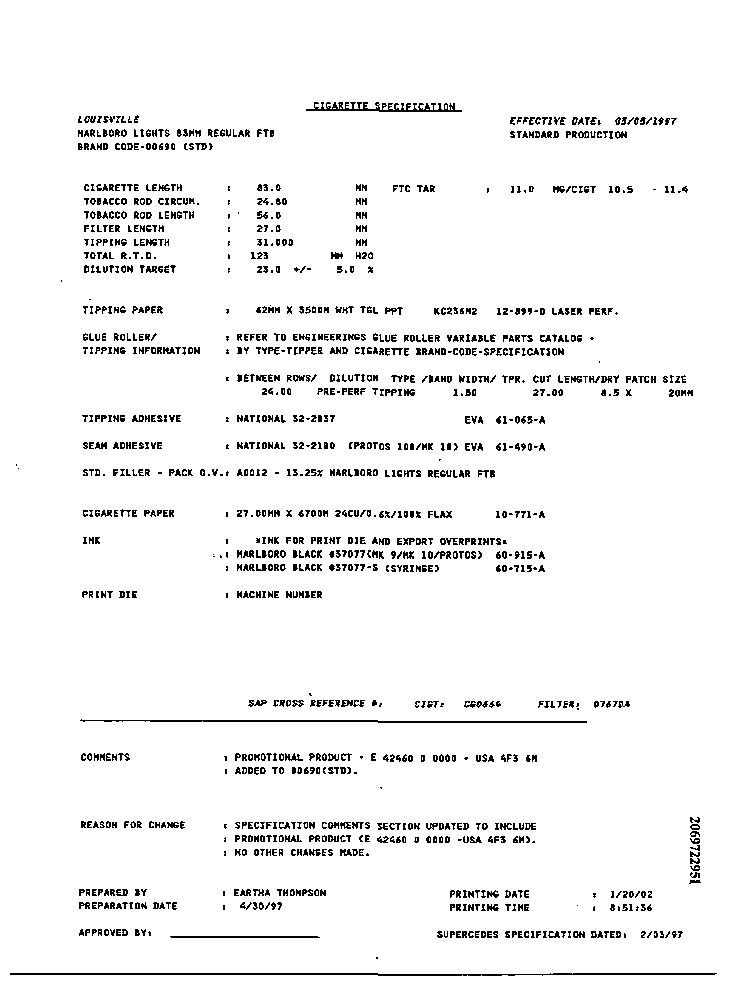 CIGARETTE SPECIFICATION
LOUISVILLE EFFECTIVE DATE: 05/05/1997
MARLBORO LIGHTS 83MM REGULAR FTB STANDARD PRODUCTION
BRAND CODE-00690 (STD)
CIGARETTE LENGTH : 83.0 MM FTC TAR : 11.0 MG/CIGT 10.5 - 11.4
TOBACCO ROD CIRCUM. : 24.80 MM
TOBACCO ROD LENGTH : 56.0 MM
FILTER LENGTH : 27.0 MM
TIPPING LENGTH : 31.000 MM
TOTAL R.T.D. : 123 MM H2O
DILUTION TARGET : 23.0 +/- 5.0 %
TIPPING PAPER : 62MM X 3500M WHT TGL PPT KC236M2 12-899-D LASER PERF.
GLUE ROLLER/ : REFER TO ENGINEERINGS GLUE ROLLER VARIABLE PARTS CATALOG -
TIPPING INFORMATION : BY TYPE-TIPPER AND CIGARETTE BRAND-CODE-SPECIFICATION
: BETWEEN ROWS/ DILUTION TYPE /BAND WIDTH/ TPR. CUT LENGTH/DRY PATCH SIZE
24.00 PRE-PERF TIPPING 1.50 27.00 8.5 X 20MM
TIPPING ADHESIVE : NATIONAL 32-2837 EVA 61-065-A
SEAM ADHESIVE : NATIONAL 32-2180 (PROTOS 100/MK 10) EVA 61-490-A
STD. FILLER - PACK O.V.: A0012 - 13.25% MARLBORO LIGHTS REGULAR FTB
CIGARETTE PAPER : 27.00MM X 6700M 24CU/0.6%/100% FLAX 10-771-A
INK : *INK FOR PRINT DIE AND EXPORT OVERPRINTS*
: MARLBORO BLACK #37077(MK 9/MK 10/PROTOS) 60-915-A
: MARLBORO BLACK #37077-S (SYRINGE) 60-715-A
PRINT DIE : MACHINE NUMBER
SAP CROSS REFERENCE #: CIGT: CG0666 FILTER: 0767DA
COMMENTS : PROMOTIONAL PRODUCT - E 42460 0 0000 - USA 4F3 6M
: ADDED TO 00690(STD).
REASON FOR CHANGE : SPECIFICATION COMMENTS SECTION UPDATED TO INCLUDE
: PROMOTIONAL PRODUCT (E 42460 0 0000 -USA 4F3 6M).
: NO OTHER CHANGES MADE.
2069722951
PREPARED BY : EARTHA THOMPSON PRINTING DATE : 1/20/02
PREPARATION DATE : 4/30/97 PRINTING TIME : 8:51:36
APPROVED BY: SUPERCEDES SPECIFICATION DATED: 2/03/97